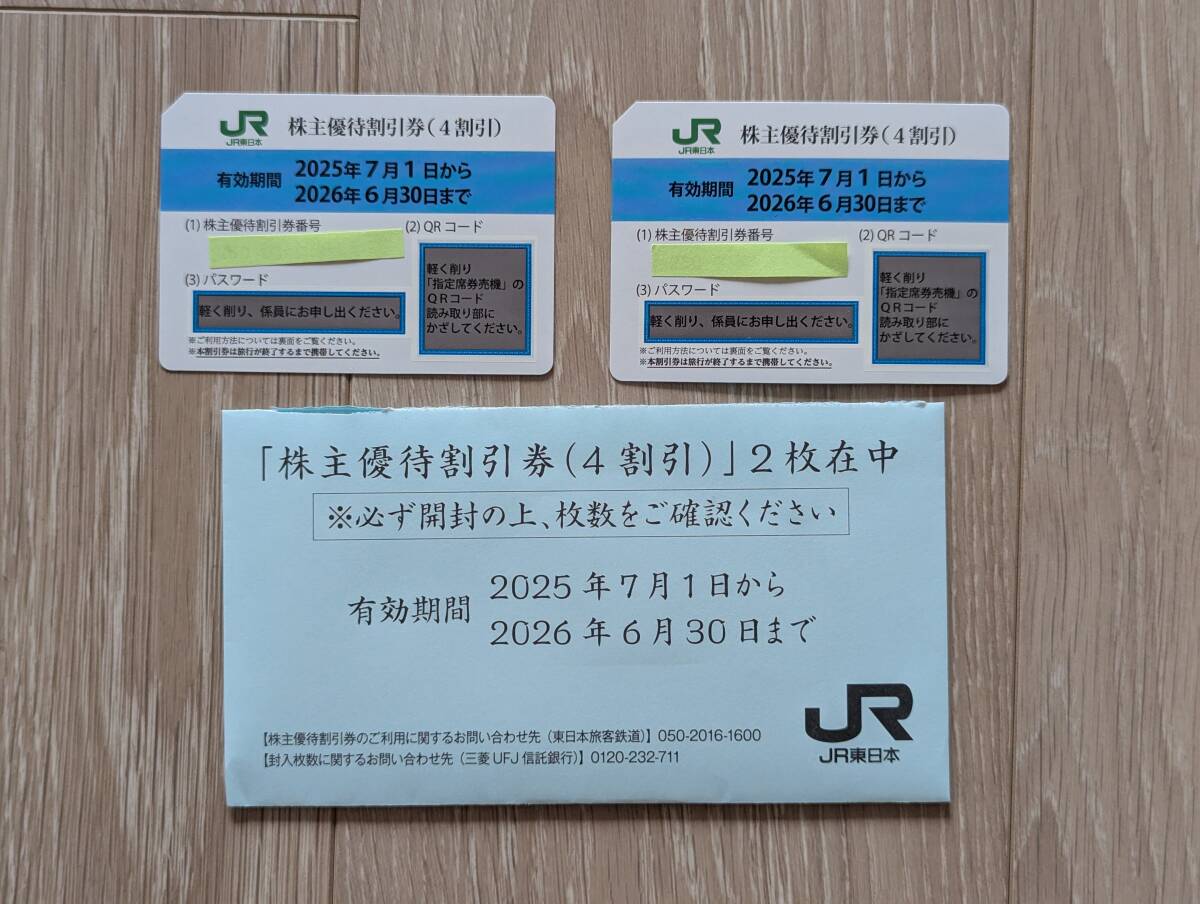 JR
JR東日本
株主優待割引券(4割引)
有効期間
2025年7月1日から
2026年6月30日まで
(1) 株主優待割引券番号
(2) QRコード
(3) パスワード
軽く削り、係員にお申し出ください。
軽く削り
「指定席券売機」の
QRコード
読み取り部に
かざしてください。
※ご利用方法については裏面をご覧ください。
※本割引券は旅行が終了するまで携帯してください。
JR
JR東日本
株主優待割引券(4割引)
有効期間
2025年7月1日から
2026年6月30日まで
(1) 株主優待割引券番号
(2) QRコード
(3) パスワード
軽く削り、係員にお申し出ください。
軽く削り
「指定席券売機」の
QRコード
読み取り部に
かざしてください。
※ご利用方法については裏面をご覧ください。
※本割引券は旅行が終了するまで携帯してください。
「株主優待割引券(4割引)」2枚在中
※必ず開封の上、枚数をご確認ください
有効期間
2025年7月1日から
2026年6月30日まで
JR
JR東日本
【株主優待割引券のご利用に関するお問い合わせ先(東日本旅客鉄道)】050-2016-1600
【封入枚数に関するお問い合わせ先(三菱UFJ信託銀行)】0120-232-711